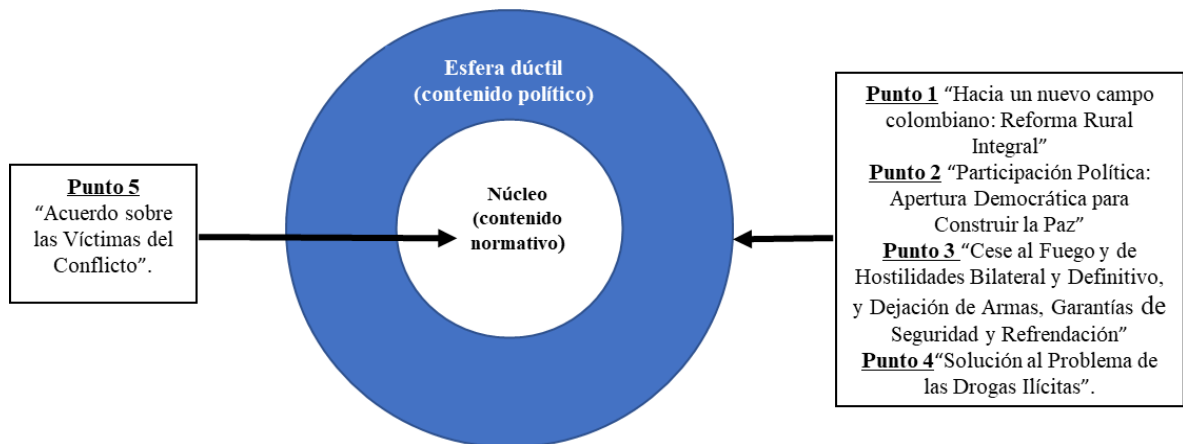 Punto 5
“Acuerdo sobre
las Víctimas del
Conflicto”.
Esfera dúctil
(contenido político)
Núcleo
(contenido
normativo)
Punto 1 “Hacia un nuevo campo
colombiano: Reforma Rural
Integral”
Punto 2 “Participación Política:
Apertura Democrática para
Construir la Paz”
Punto 3 “Cese al Fuego y de
Hostilidades Bilateral y Definitivo,
y Dejación de Armas, Garantías de
Seguridad y Refrendación”
Punto 4“Solución al Problema de
las Drogas Ilícitas”.